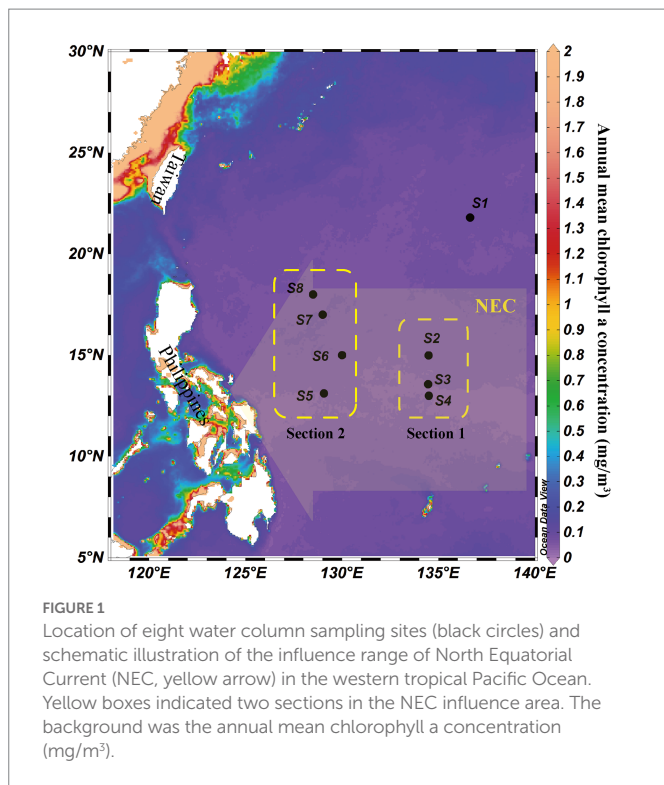 30°N
25°N
20°N
15°N
10°N
5°N
120°E
125°E
130°E
135°E
140°E
Taiwan
Philippines
S1
NEC
S8
S7
S6
S5
S2
S3
S4
Section 2
Section 1
Ocean Data View
2
1.9
1.8
1.7
1.6
1.5
1.4
1.3
1.2
1.1
1
0.9
0.8
0.7
0.6
0.5
0.4
0.3
0.2
0.1
0
Annual mean chlorophyll a concentration (mg/m³)
FIGURE 1
Location of eight water column sampling sites (black circles) and
schematic illustration of the influence range of North Equatorial
Current (NEC, yellow arrow) in the western tropical Pacific Ocean.
Yellow boxes indicated two sections in the NEC influence area. The
background was the annual mean chlorophyll a concentration
(mg/m³).